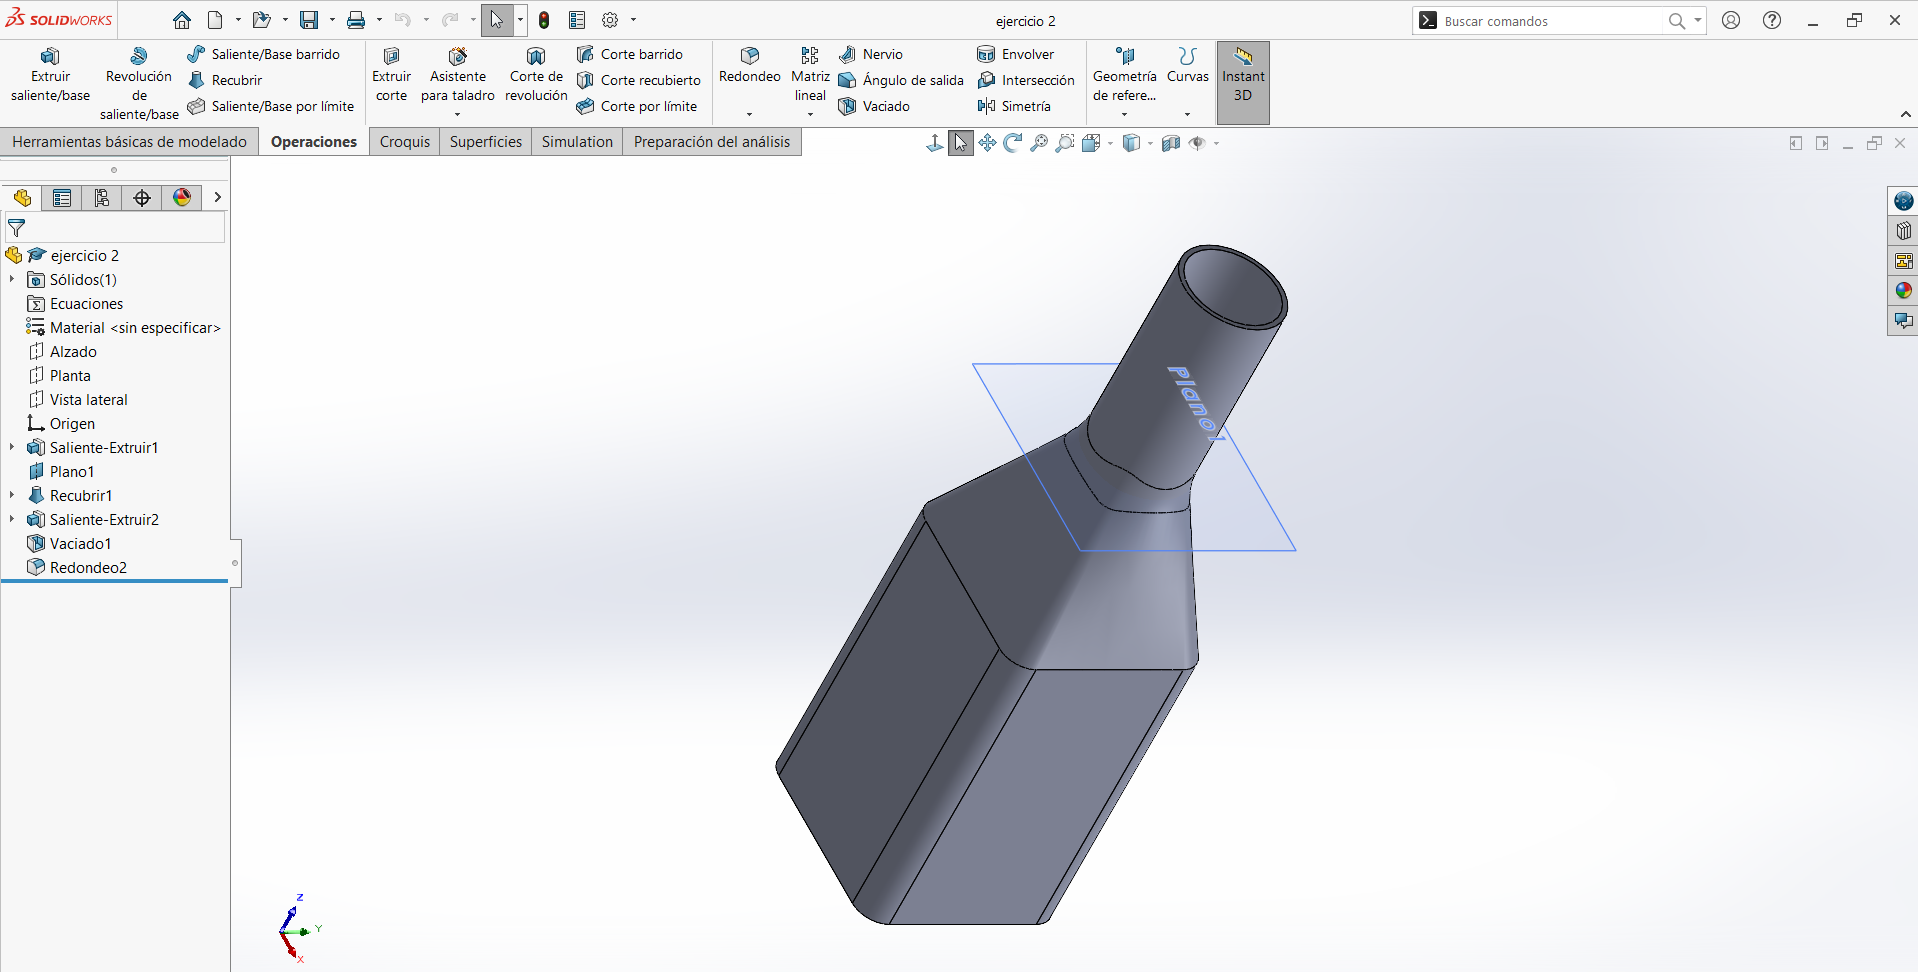 SOLIDWORKS
ejercicio 2
Buscar comandos
Extruir saliente/base
Revolución de saliente/base
Saliente/Base barrido
Recubrir
Saliente/Base por límite
Extruir corte
Asistente para taladro
Corte de revolución
Corte barrido
Corte recubierto
Corte por límite
Redondeo
Matriz lineal
Nervio
Ángulo de salida
Vaciado
Envolver
Intersección
Simetría
Geometría de refere...
Curvas
Instant 3D
Herramientas básicas de modelado
Operaciones
Croquis
Superficies
Simulation
Preparación del análisis
ejercicio 2
Sólidos(1)
Ecuaciones
Material <sin especificar>
Alzado
Planta
Vista lateral
Origen
Saliente-Extruir1
Plano1
Recubrir1
Saliente-Extruir2
Vaciado1
Redondeo2
Plano1
Z
Y
X